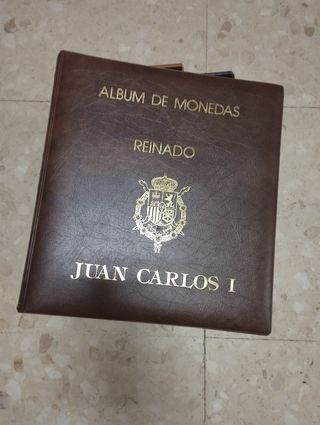 ALBUM DE MONEDAS
REINADO
JUAN CARLOS I